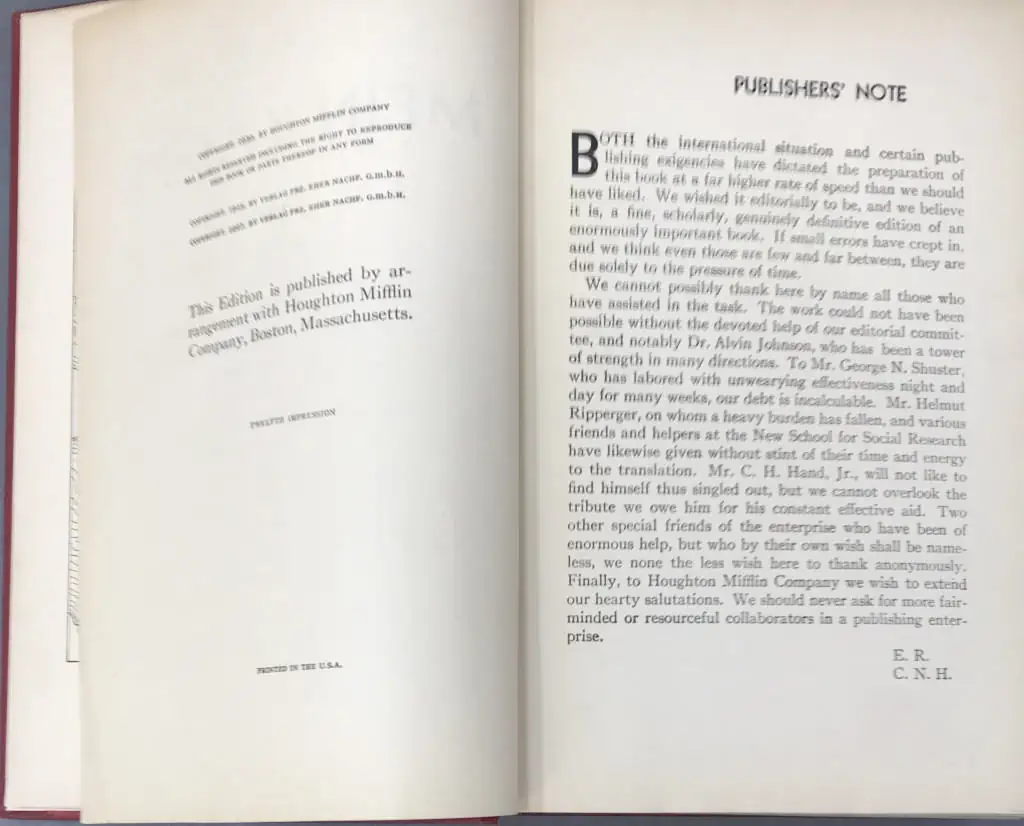 COPYRIGHT, 1939, BY HOUGHTON MIFFLIN COMPANY
ALL RIGHTS RESERVED INCLUDING THE RIGHT TO REPRODUCE
THIS BOOK OR PARTS THEREOF IN ANY FORM
COPYRIGHT, BY VERLAG FRZ. EHER NACHF. G.m.b.H.
COPYRIGHT, BY VERLAG FRZ. EHER NACHF. G.m.b.H.
This Edition is published by ar-
rangement with Houghton Mifflin
Company, Boston, Massachusetts.
TWELFTH IMPRESSION
PRINTED IN THE U.S.A.
PUBLISHERS' NOTE
BOTH the international situation and certain pub-
lishing exigencies have dictated the preparation of
this book at a far higher rate of speed than we should
have liked. We wished it editorially to be, and we believe
it is, a fine, scholarly, genuinely definitive edition of an
enormously important book. If small errors have crept in,
and we think even those are few and far between, they are
due solely to the pressure of time.
We cannot possibly thank here by name all those who
have assisted in the task. The work could not have been
possible without the devoted help of our editorial commit-
tee, and notably Dr. Alvin Johnson, who has been a tower
of strength in many directions. To Mr. George N. Shuster,
who has labored with unwearying effectiveness night and
day for many weeks, our debt is incalculable. Mr. Helmut
Ripperger, on whom a heavy burden has fallen, and various
friends and helpers at the New School for Social Research
have likewise given without stint of their time and energy
to the translation. Mr. C. H. Hand, Jr., will not like to
find himself thus singled out, but we cannot overlook the
tribute we owe him for his constant effective aid. Two
other special friends of the enterprise who have been of
enormous help, but who by their own wish shall be name-
less, we none the less wish here to thank anonymously.
Finally, to Houghton Mifflin Company we wish to extend
our hearty salutations. We should never ask for more fair-
minded or resourceful collaborators in a publishing enter-
prise.
E. R.
C. N. H.